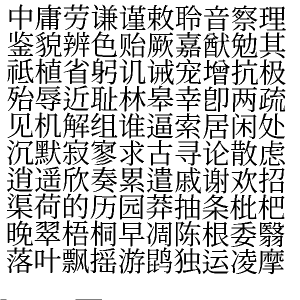 中庸劳谦谨敕聆音察理
鉴貌辨色贻厥嘉猷勉其
祗植省躬讥诫宠增抗极
殆辱近耻林皋幸即两疏
见机解组谁逼索居闲处
沉默寂寥求古寻论散虑
逍遥欣奏累遣戚谢欢招
渠荷的历园莽抽条枇杷
晚翠梧桐早凋陈根委翳
落叶飘摇游鹍独运凌摩